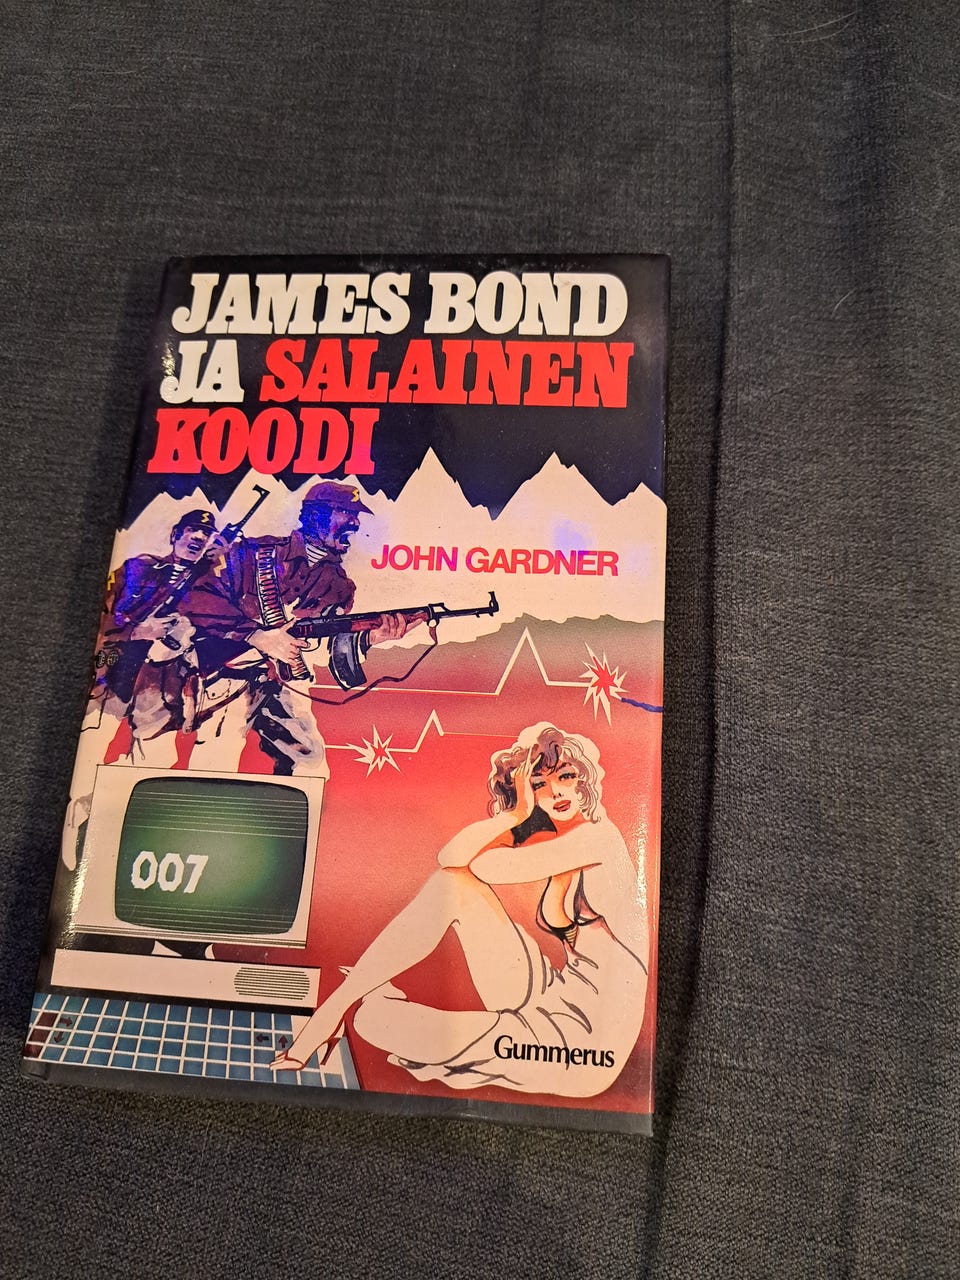 JAMES BOND
JA SALAINEN
KOODI
JOHN GARDNER
007
Gummerus